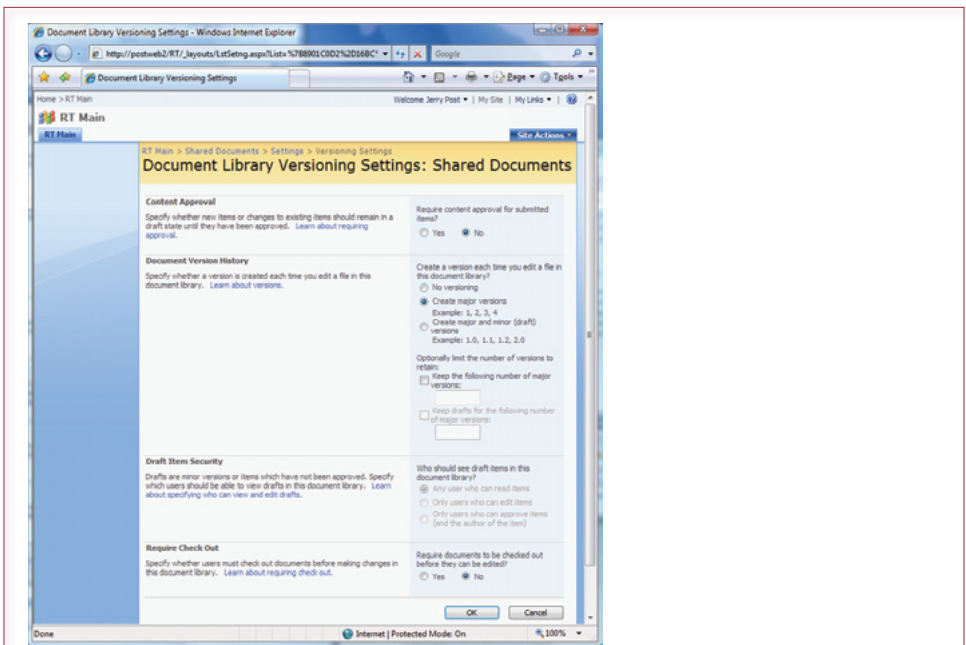 Document Library Versioning Settings - Windows Internet Explorer
http://postweb2/RT/_layouts/LstSetng.aspx?List=
Google
Document Library Versioning Settings
Page
Tools
Home > RT Main
Welcome Jerry Post | My Site | My Links |
RT Main
RT Main
Site Actions
RT Main > Shared Documents > Settings > Versioning Settings
Document Library Versioning Settings: Shared Documents
Content Approval
Specify whether new items or changes to existing items should remain in a
draft state until they have been approved. Learn about requiring
approval.
Require content approval for submitted
items?
Yes No
Document Version History
Specify whether a version is created each time you edit a file in this
document library. Learn about versions.
Create a version each time you edit a file in
this document library?
No versioning
Create major versions
Example: 1, 2, 3, 4
Create major and minor (draft)
versions
Example: 1.0, 1.1, 1.2, 2.0
Optionally limit the number of versions to
retain:
Keep the following number of major
versions:
Keep drafts for the following number
of major versions:
Draft Item Security
Drafts are minor versions or items which have not been approved. Specify
which users should be able to view drafts in this document library. Learn
about specifying who can view and edit drafts.
Who should see draft items in this
document library?
Any user who can read items
Only users who can edit items
Only users who can approve items
(and the author of the item)
Require Check Out
Specify whether users must check out documents before making changes in
this document library. Learn about requiring check out.
Require documents to be checked out
before they can be edited?
Yes No
OK Cancel
Done
Internet | Protected Mode: On
100%